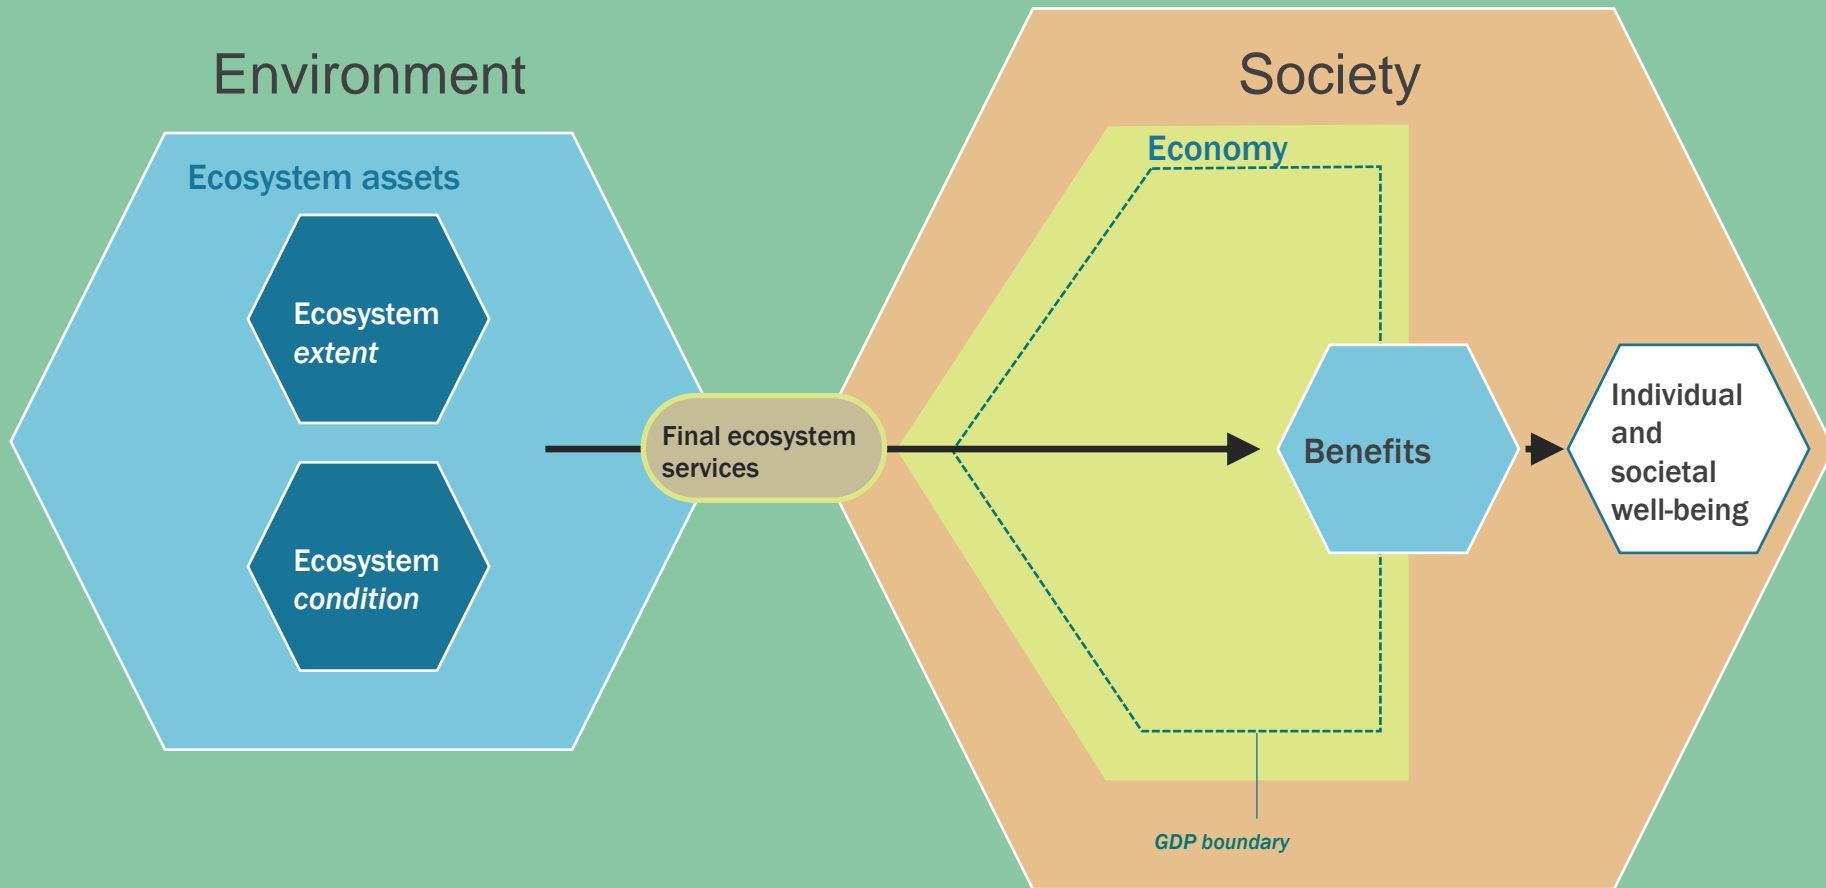 Environment
Society
Ecosystem assets
Economy
Ecosystem
extent
Ecosystem
condition
Final ecosystem
services
Benefits
Individual
and
societal
well-being
GDP boundary